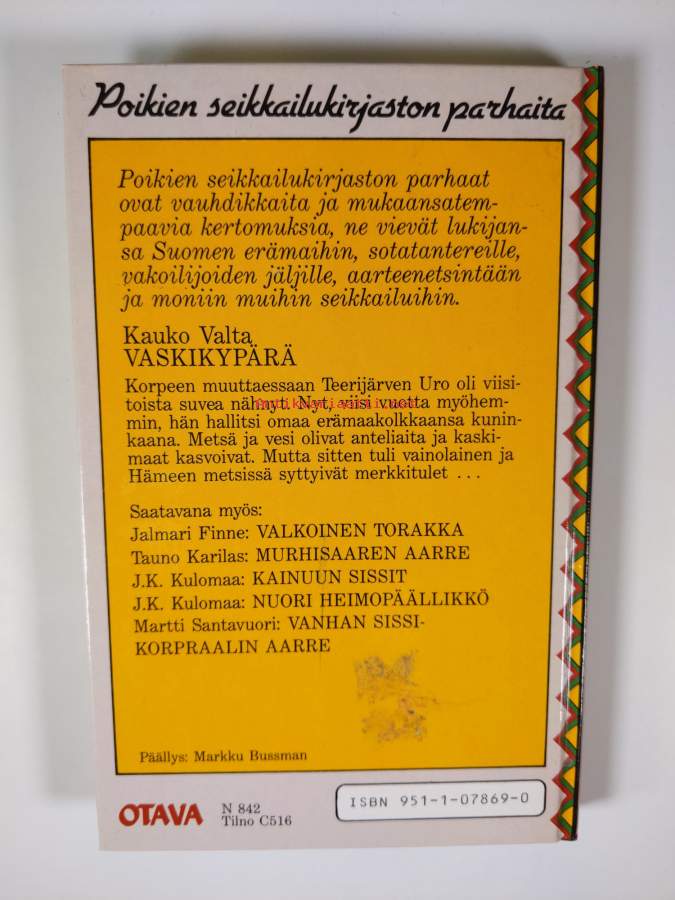 Poikien seikkailukirjaston parhaita
Poikien seikkailukirjaston parhaat
ovat vauhdikkaita ja mukaansatem-
paavia kertomuksia, ne vievät lukijan-
sa Suomen erämaihin, sotatantereille,
vakoilijoiden jäljille, aarteenetsintään
ja moniin muihin seikkailuihin.
Kauko Valta
VASKIKYPÄRÄ
Korpeen muuttaessaan Teerijärven Uro oli viisi-
toista suvea nähnyt. Nyt, viisi vuotta myöhem-
min, hän hallitsi omaa erämaakolkkaansa kunin-
kaana. Metsä ja vesi olivat anteliaita ja kaski-
maat kasvoivat. Mutta sitten tuli vainolainen ja
Hämeen metsissä syttyivät merkkitulet ...
Saatavana myös:
Jalmari Finne: VALKOINEN TORAKKA
Tauno Karilas: MURHISAAREN AARRE
J.K. Kulomaa: KAINUUN SISSIT
J.K. Kulomaa: NUORI HEIMOPÄÄLLIKKÖ
Martti Santavuori: VANHAN SISSI-
KORPRAALIN AARRE
Päällys: Markku Bussman
OTAVA
N 842
Tilno C516
ISBN 951-1-07869-0